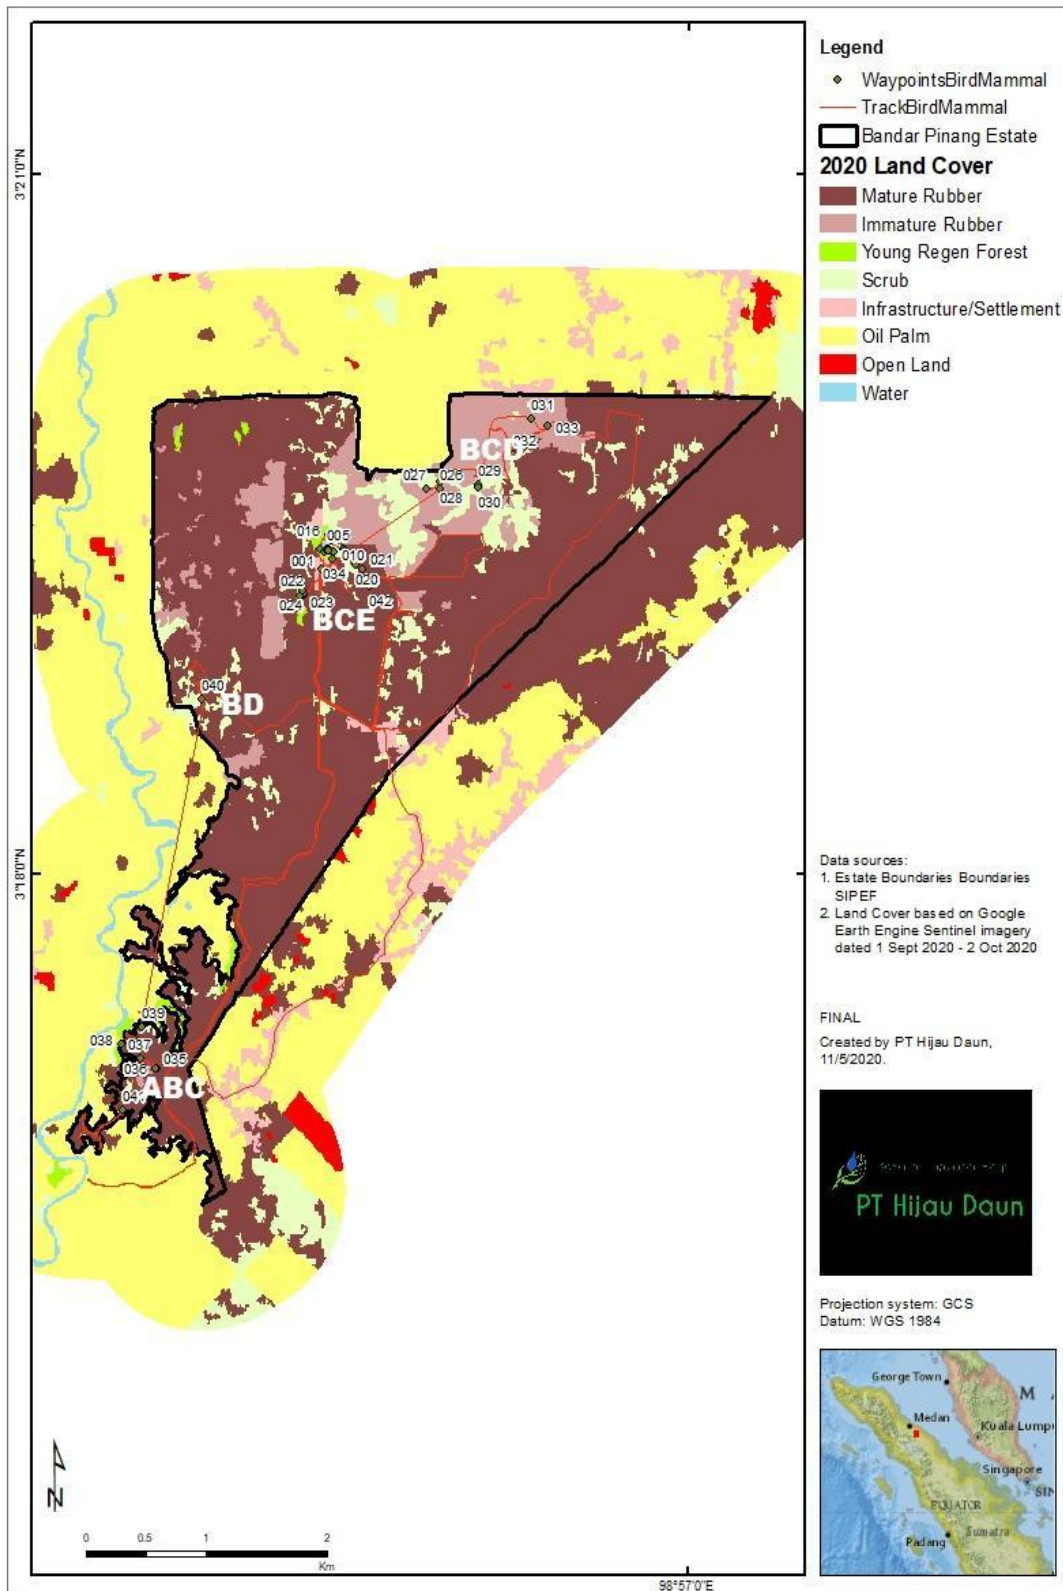 3°21'0"N
031
033
032
BCD
027
026
029
028
030
016
005
001
010
021
034
020
022
024
023
042
BCE
040
BD
3°18'0"N
039
038
037
035
036
ABC
0
0.5
1
2
Km
98°57'0"E
Legend
WaypointsBirdMammal
TrackBirdMammal
Bandar Pinang Estate
2020 Land Cover
Mature Rubber
Immature Rubber
Young Regen Forest
Scrub
Infrastructure/Settlement
Oil Palm
Open Land
Water
Data sources:
1. Estate Boundaries Boundaries
SIPEF
2. Land Cover based on Google
Earth Engine Sentinel imagery
dated 1 Sept 2020 - 2 Oct 2020
FINAL
Created by PT Hijau Daun,
11/5/2020.
PT Hijau Daun
Projection system: GCS
Datum: WGS 1984
George Town
M
Medan
Kuala Lump
Singapore
SIN
EQUATOR
Sumatra
Padang